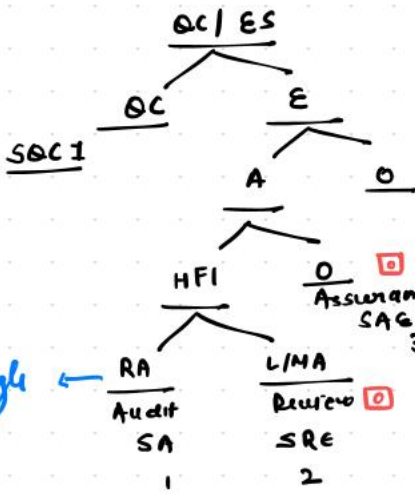 QC / ES
QC E
SQC 1
A O
HFI O
Assuran
SAE
3
RA L/MA
Audit Review
SA SRE
1 2